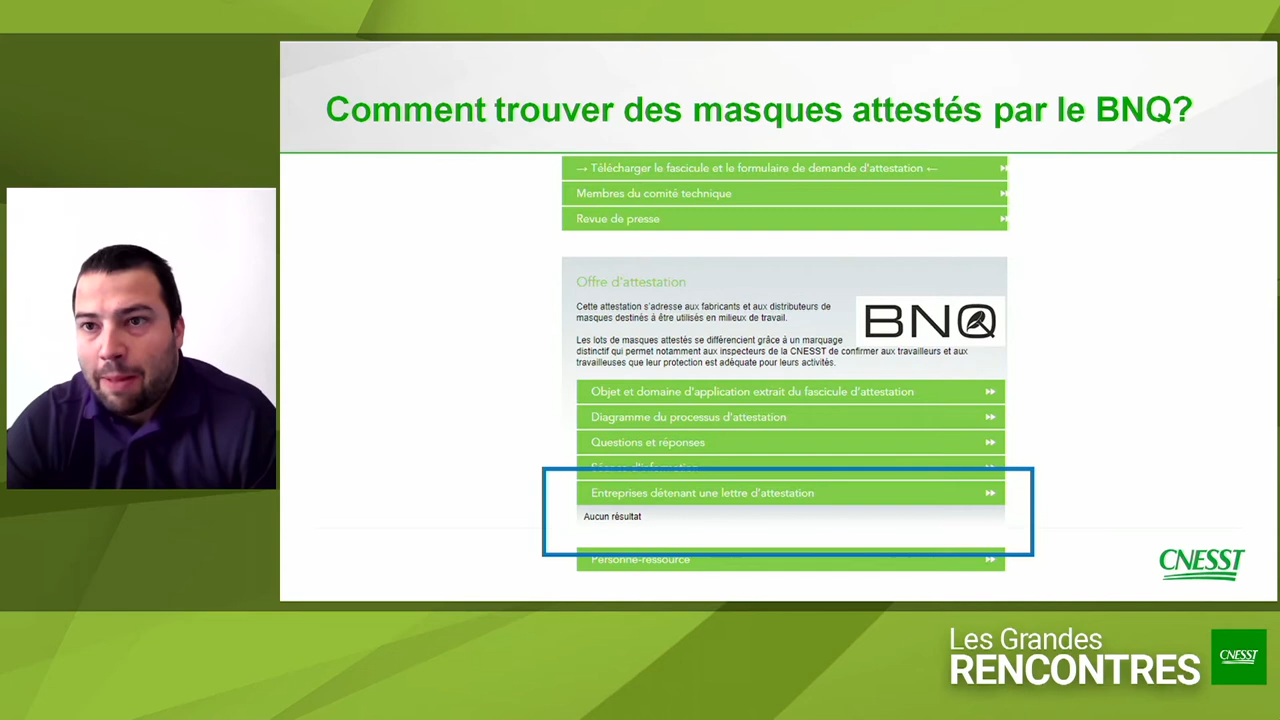 Comment trouver des masques attestés par le BNQ?
→ Télécharger le fascicule et le formulaire de demande d'attestation ←
Membres du comité technique
Revue de presse
Offre d'attestation
Cette attestation s'adresse aux fabricants et aux distributeurs de
masques destinés à être utilisés en milieu de travail.
BNQ
Les lots de masques attestés se différencient grâce à un marquage
distinctif qui permet notamment aux inspecteurs de la CNESST de confirmer aux travailleurs et aux
travailleuses que leur protection est adéquate pour leurs activités.
Objet et domaine d'application extrait du fascicule d'attestation
Diagramme du processus d'attestation
Questions et réponses
Séance d'information
Entreprises détenant une lettre d'attestation
Aucun résultat
Personne-ressource
CNESST
Les Grandes
RENCONTRES
CNESST